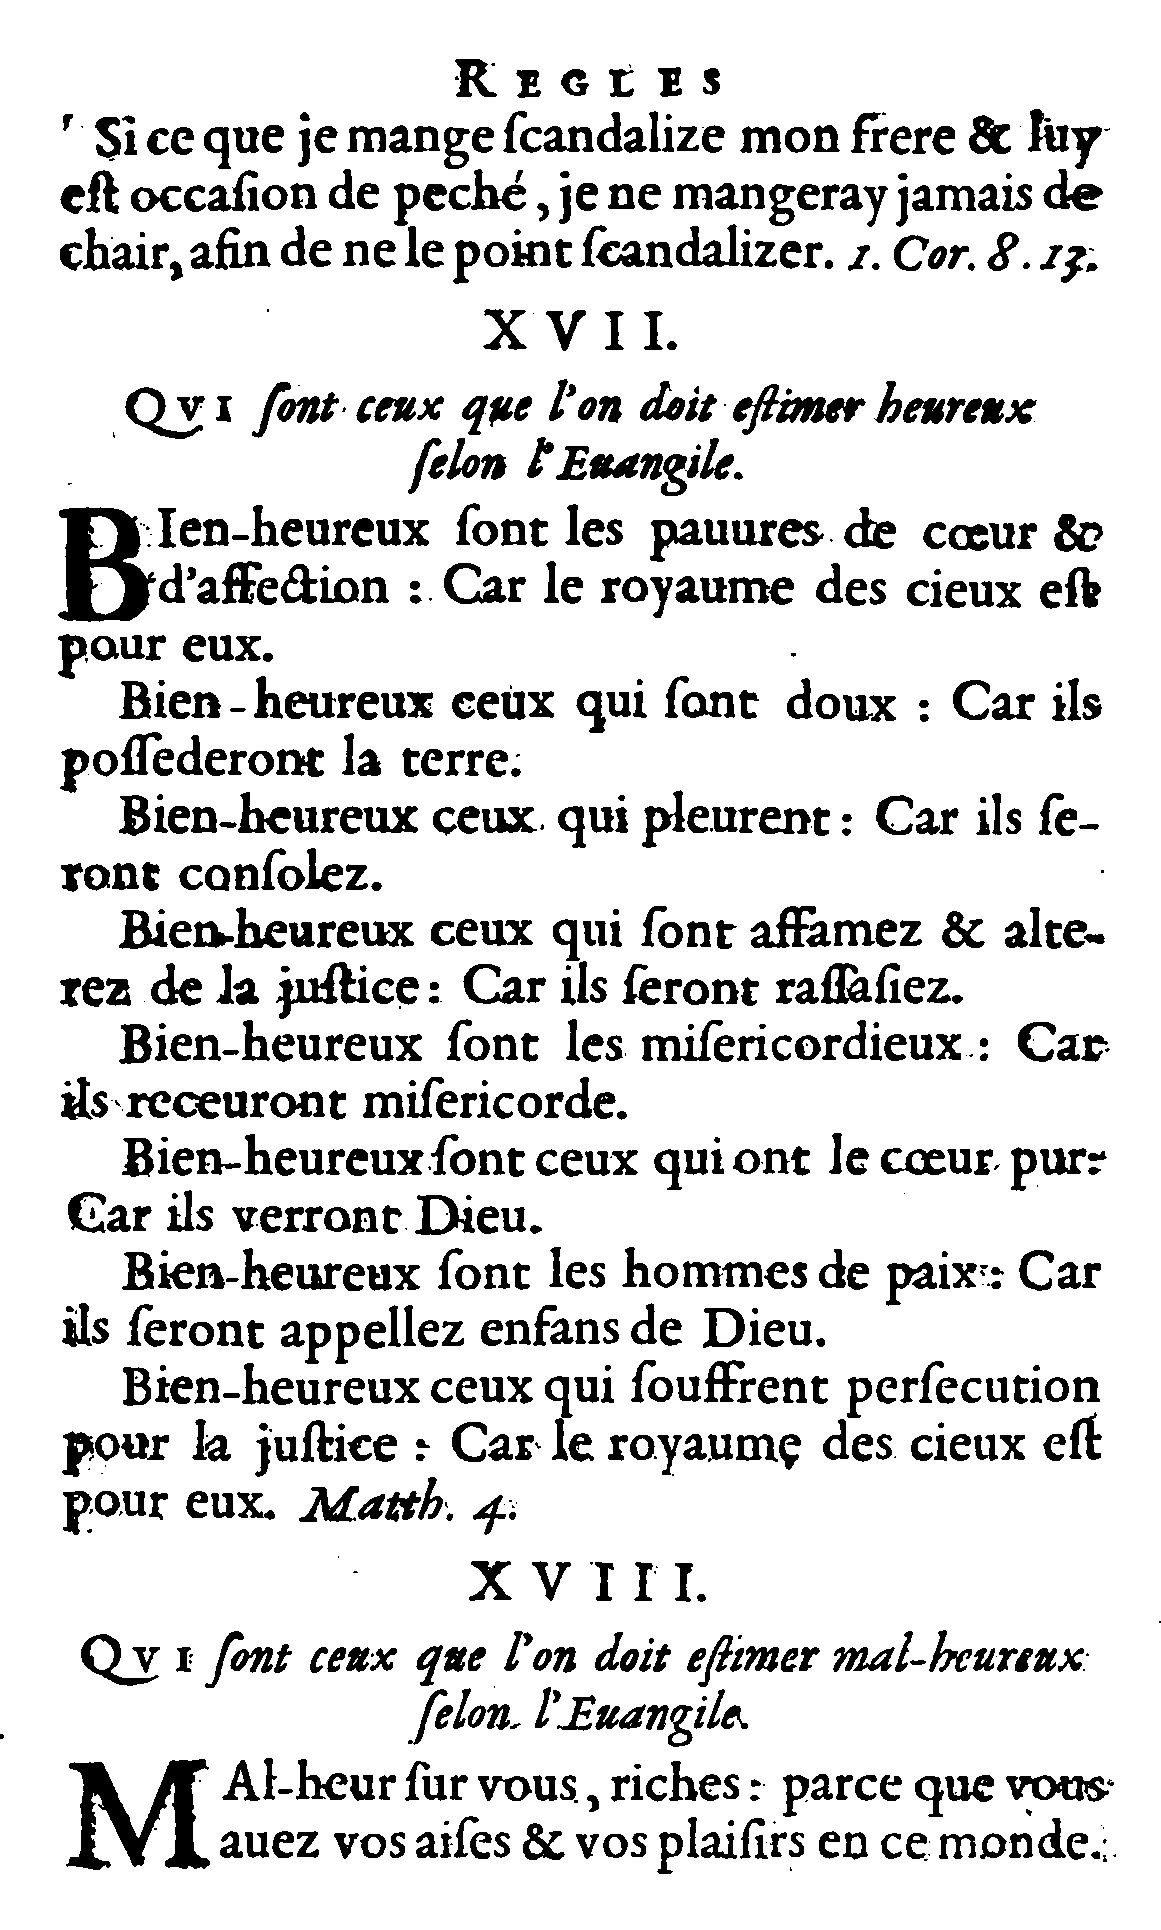 REGLES
Si ce que je mange ſcandalize mon frere & luy
eſt occaſion de peché, je ne mangeray jamais de
chair, afin de ne le point ſcandalizer. 1. Cor. 8. 13.
XVII.
QVI ſont ceux que l'on doit eſtimer heureux
ſelon l'Euangile.
BIen-heureux ſont les pauures de cœur &
d'affection : Car le royaume des cieux eſt
pour eux.
Bien-heureux ceux qui ſont doux : Car ils
poſſederont la terre.
Bien-heureux ceux qui pleurent : Car ils ſe-
ront conſolez.
Bien-heureux ceux qui ſont affamez & alte-
rez de la juſtice : Car ils ſeront raſſaſiez.
Bien-heureux ſont les miſericordieux : Car
ils receuront miſericorde.
Bien-heureux ſont ceux qui ont le cœur pur :
Car ils verront Dieu.
Bien-heureux ſont les hommes de paix : Car
ils ſeront appellez enfans de Dieu.
Bien-heureux ceux qui ſouffrent perſecution
pour la juſtice : Car le royaume des cieux eſt
pour eux. Matth. 4.
XVIII.
QVI ſont ceux que l'on doit eſtimer mal-heureux
ſelon l'Euangile.
MAl-heur ſur vous, riches : parce que vous
auez vos aiſes & vos plaiſirs en ce monde.